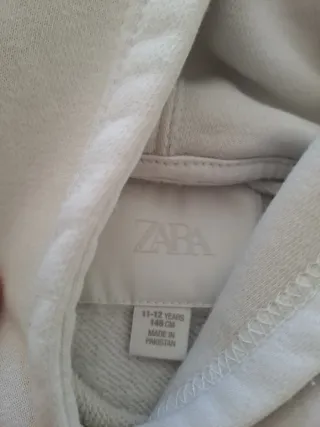 ZARA
11-12 YEARS
148 CM
MADE IN
PAKISTAN